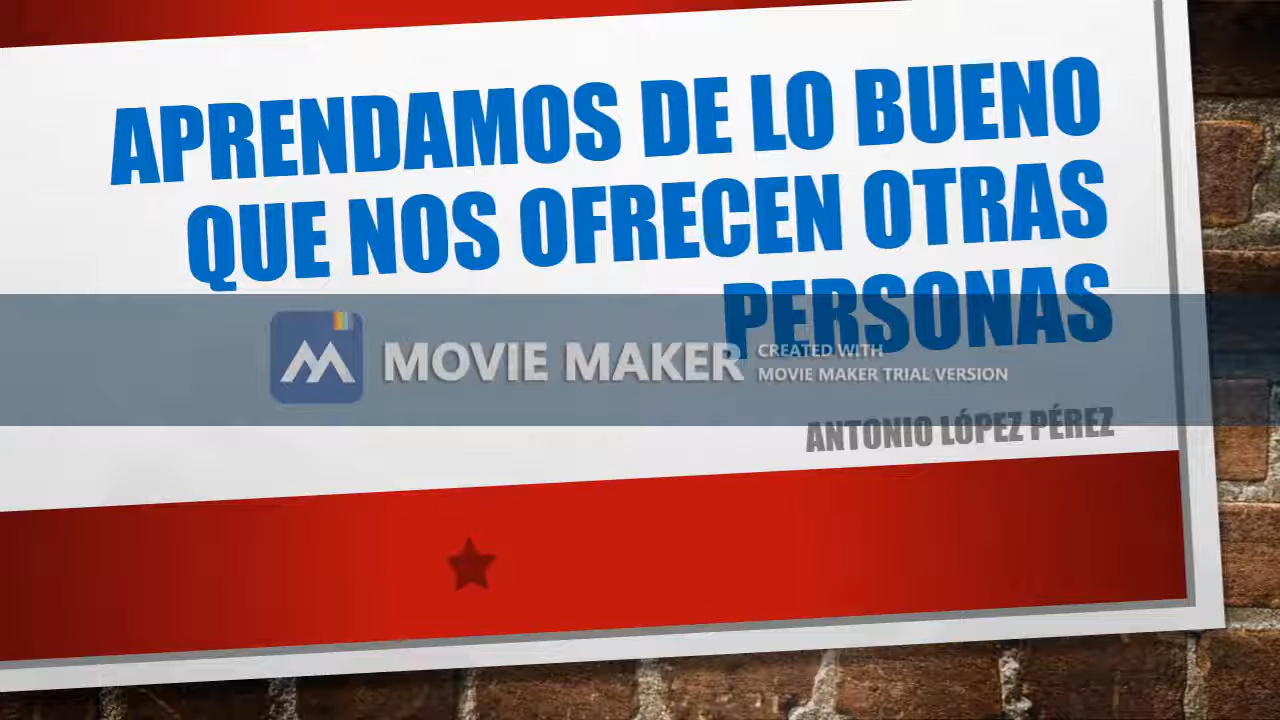 APRENDAMOS DE LO BUENO
QUE NOS OFRECEN OTRAS
PERSONAS
MOVIE MAKER
CREATED WITH
MOVIE MAKER TRIAL VERSION
ANTONIO LÓPEZ PÉREZ